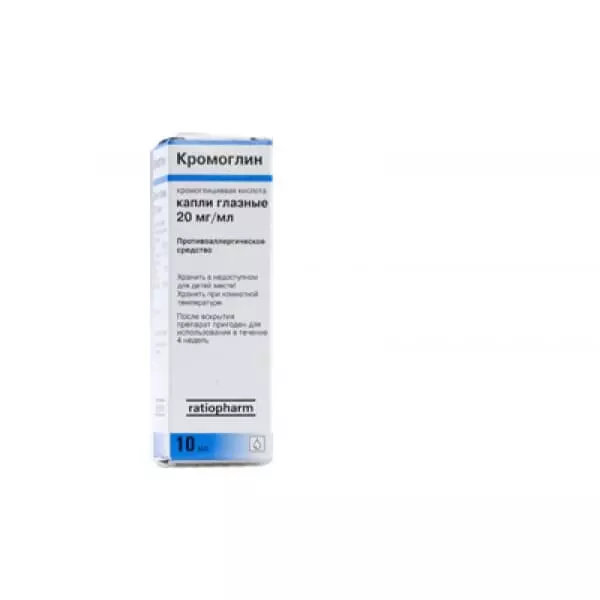 Кромоглин
кромоглициевая кислота
капли глазные
20 мг/мл
Противоаллергическое
средство
Хранить в недоступном
для детей месте!
Хранить при комнатной
температуре
После вскрытия
препарат пригоден для
использования в течение
4 недель
ratiopharm
10 мл